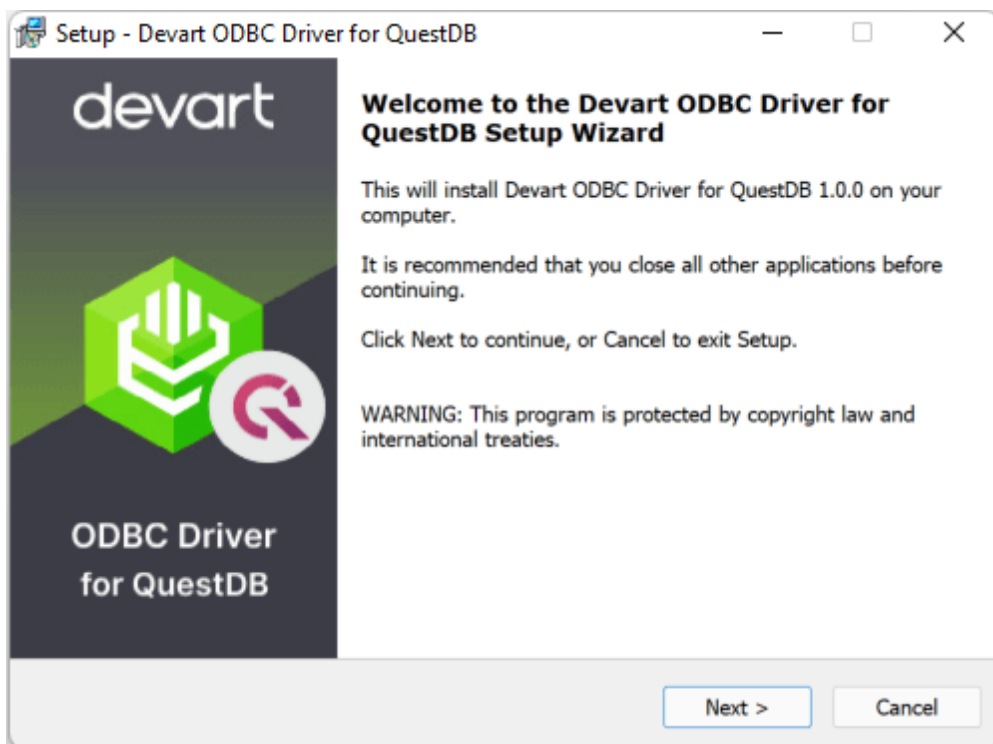 Setup - Devart ODBC Driver for QuestDB
devart
Welcome to the Devart ODBC Driver for
QuestDB Setup Wizard
This will install Devart ODBC Driver for QuestDB 1.0.0 on your
computer.
It is recommended that you close all other applications before
continuing.
Click Next to continue, or Cancel to exit Setup.
WARNING: This program is protected by copyright law and
international treaties.
ODBC Driver
for QuestDB
Next >
Cancel